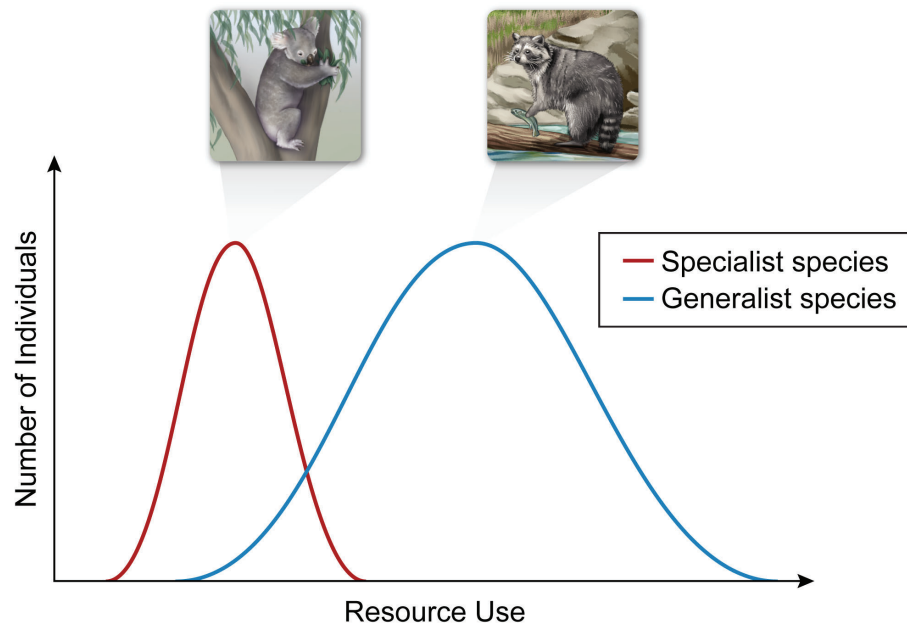 Number of Individuals
Specialist species
Generalist species
Resource Use